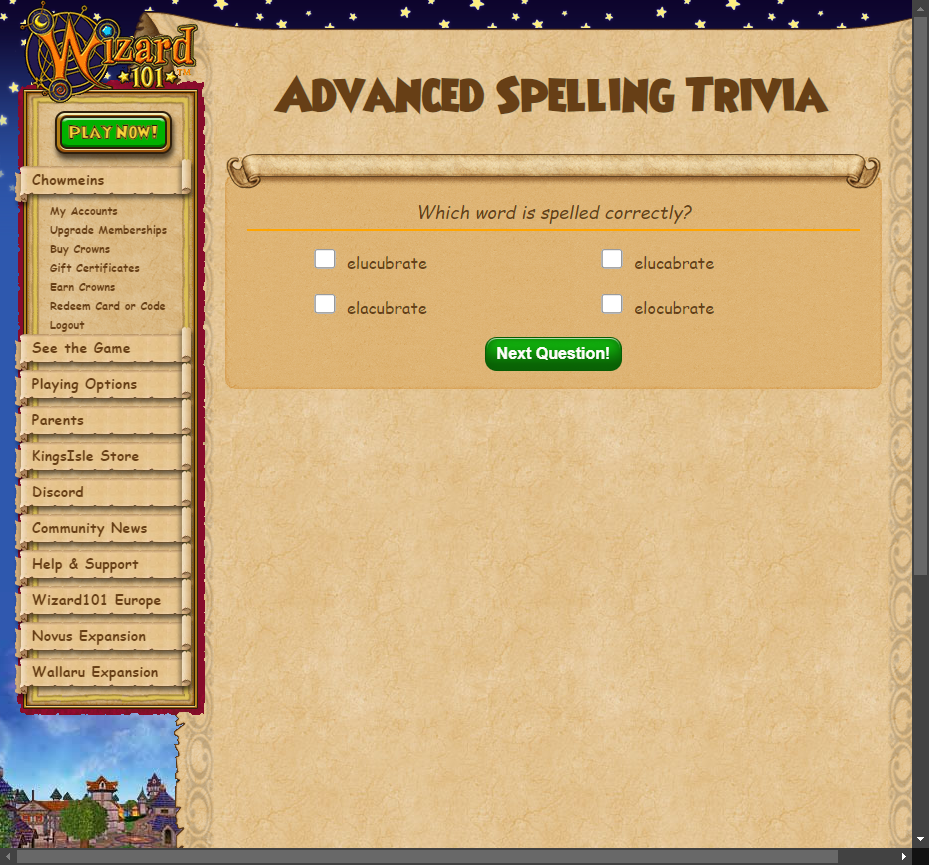 Wizard
101 TM
PLAY NOW!
Chowmeins
My Accounts
Upgrade Memberships
Buy Crowns
Gift Certificates
Earn Crowns
Redeem Card or Code
Logout
See the Game
Playing Options
Parents
KingsIsle Store
Discord
Community News
Help & Support
Wizard101 Europe
Novus Expansion
Wallaru Expansion
Advanced Spelling Trivia
Which word is spelled correctly?
elucubrate
elucabrate
elacubrate
elocubrate
Next Question!